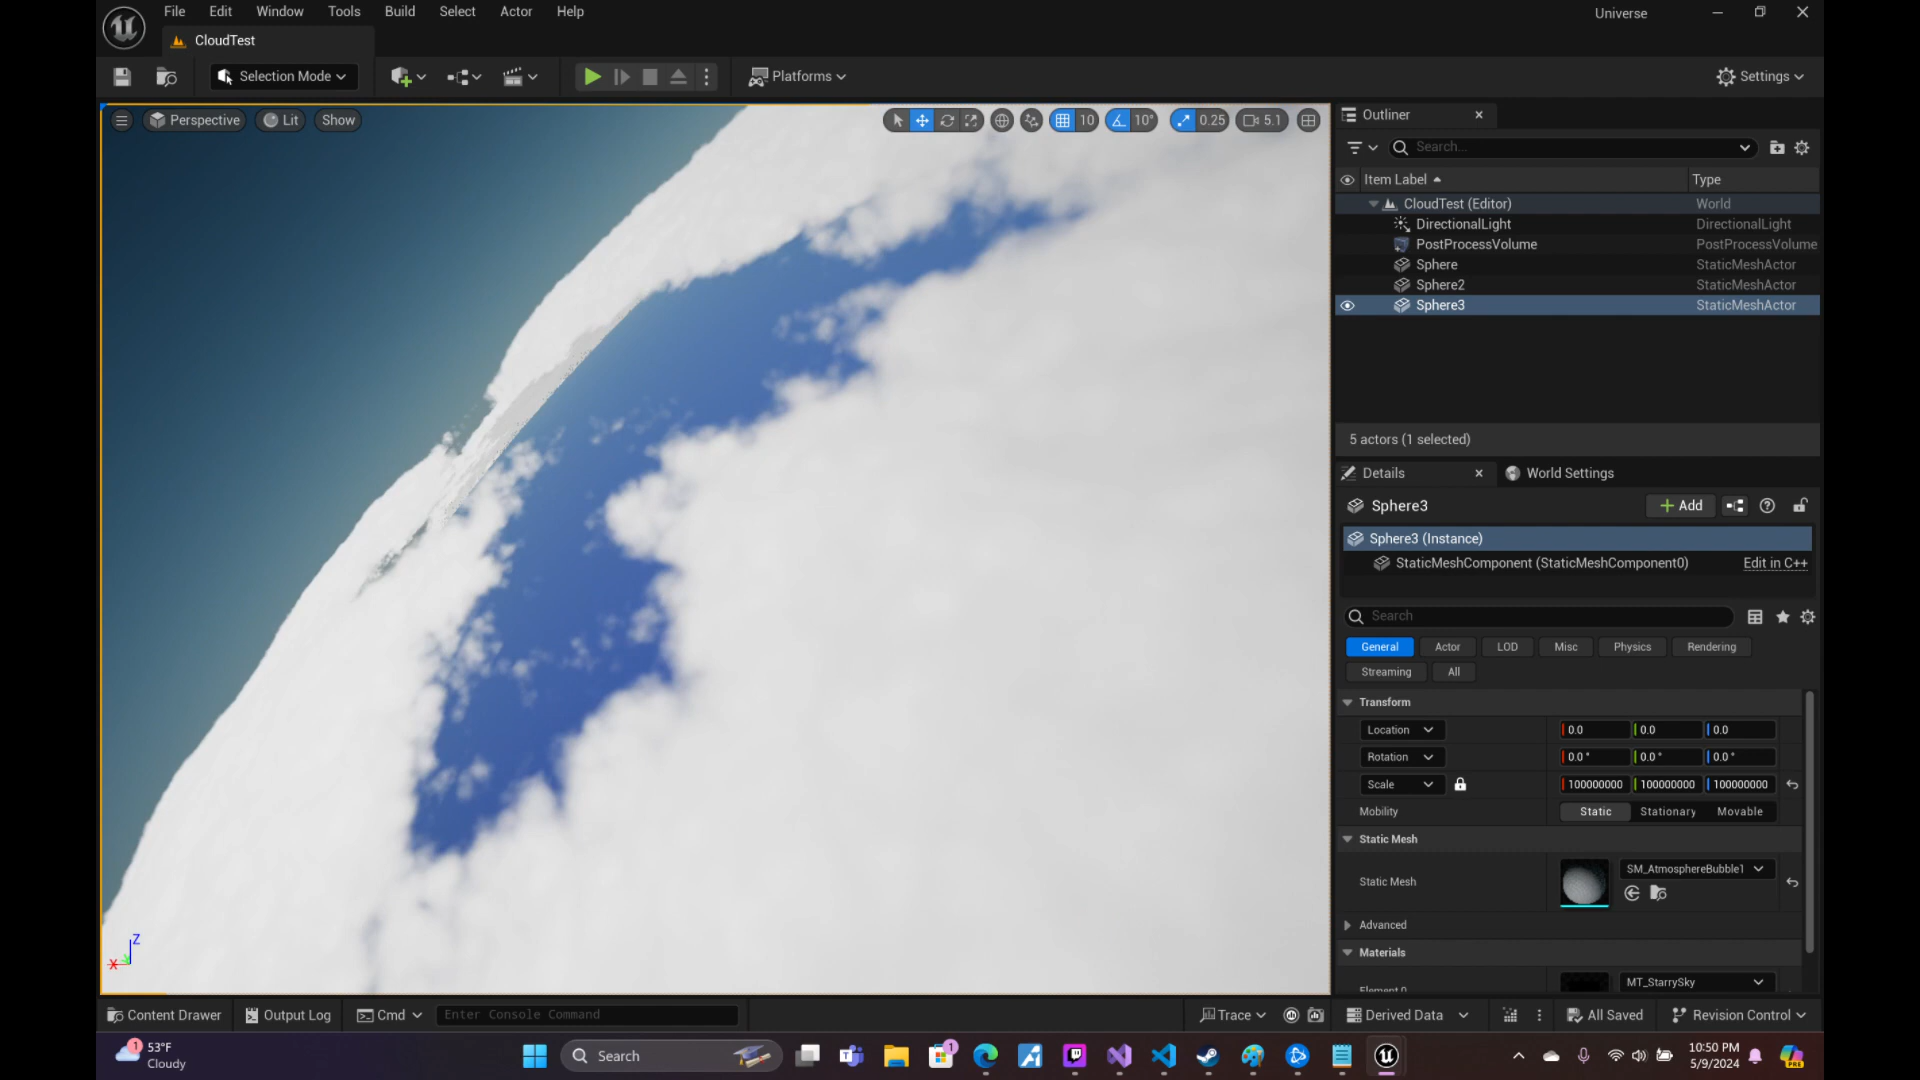 File Edit Window Tools Build Select Actor Help
Universe
CloudTest
Selection Mode
Platforms
Settings
Perspective Lit Show
10 10° 0.25 5.1
Outliner
Search...
Item Label Type
CloudTest (Editor) World
DirectionalLight DirectionalLight
PostProcessVolume PostProcessVolume
Sphere StaticMeshActor
Sphere2 StaticMeshActor
Sphere3 StaticMeshActor
5 actors (1 selected)
Details World Settings
Sphere3 Add
Sphere3 (Instance)
StaticMeshComponent (StaticMeshComponent0) Edit in C++
Search
General Actor LOD Misc Physics Rendering
Streaming All
Transform
Location 0.0 0.0 0.0
Rotation 0.0 ° 0.0 ° 0.0 °
Scale 100000000 100000000 100000000
Mobility Static Stationary Movable
Static Mesh
SM_AtmosphereBubble1
Static Mesh
Advanced
Materials
MT_StarrySky
Element 0
Z
X
Content Drawer Output Log Cmd Enter Console Command Trace Derived Data All Saved Revision Control
1 53°F
Cloudy
Search
1
10:50 PM
5/9/2024
PRE